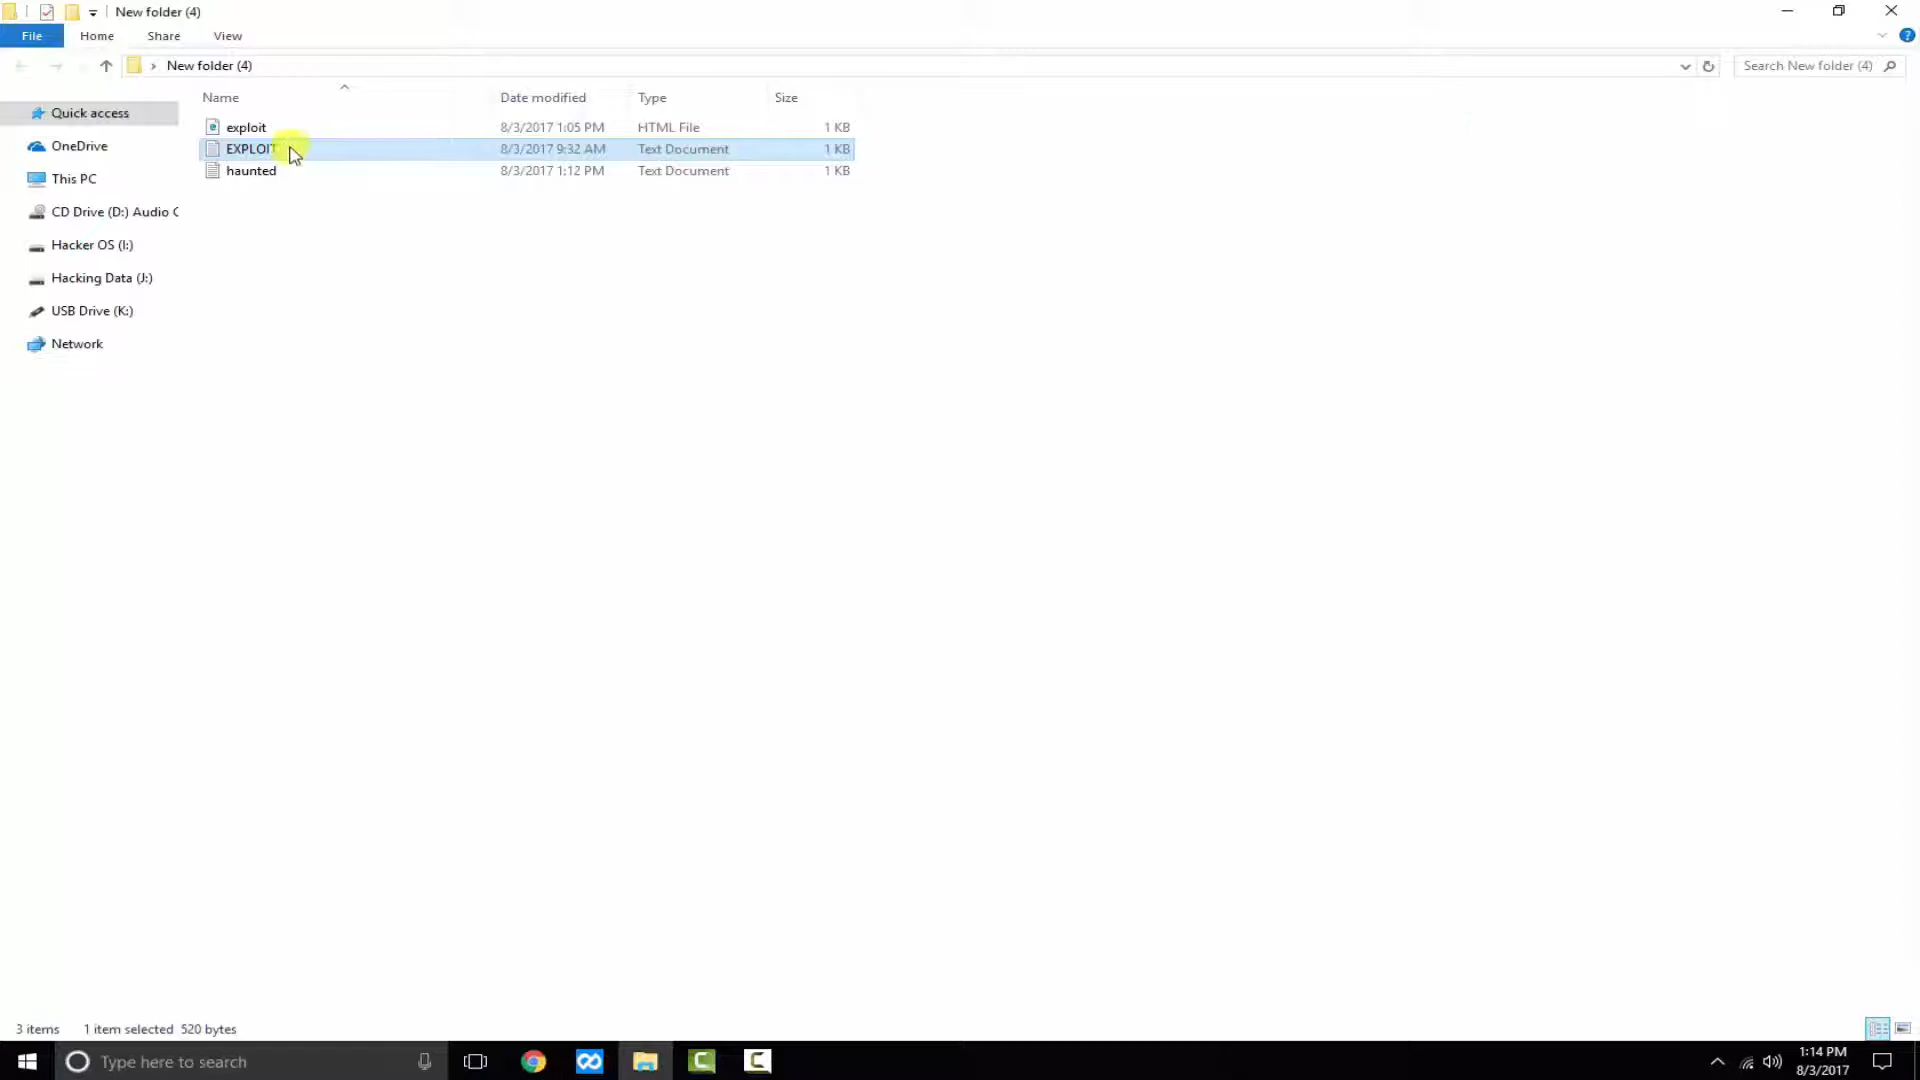 New folder (4)
File Home Share View
New folder (4)
Search New folder (4)
Name Date modified Type Size
Quick access
exploit 8/3/2017 1:05 PM HTML File 1 KB
EXPLOIT 8/3/2017 9:32 AM Text Document 1 KB
OneDrive
haunted 8/3/2017 1:12 PM Text Document 1 KB
This PC
CD Drive (D:) Audio C
Hacker OS (I:)
Hacking Data (J:)
USB Drive (K:)
Network
3 items 1 item selected 520 bytes
Type here to search
1:14 PM
8/3/2017